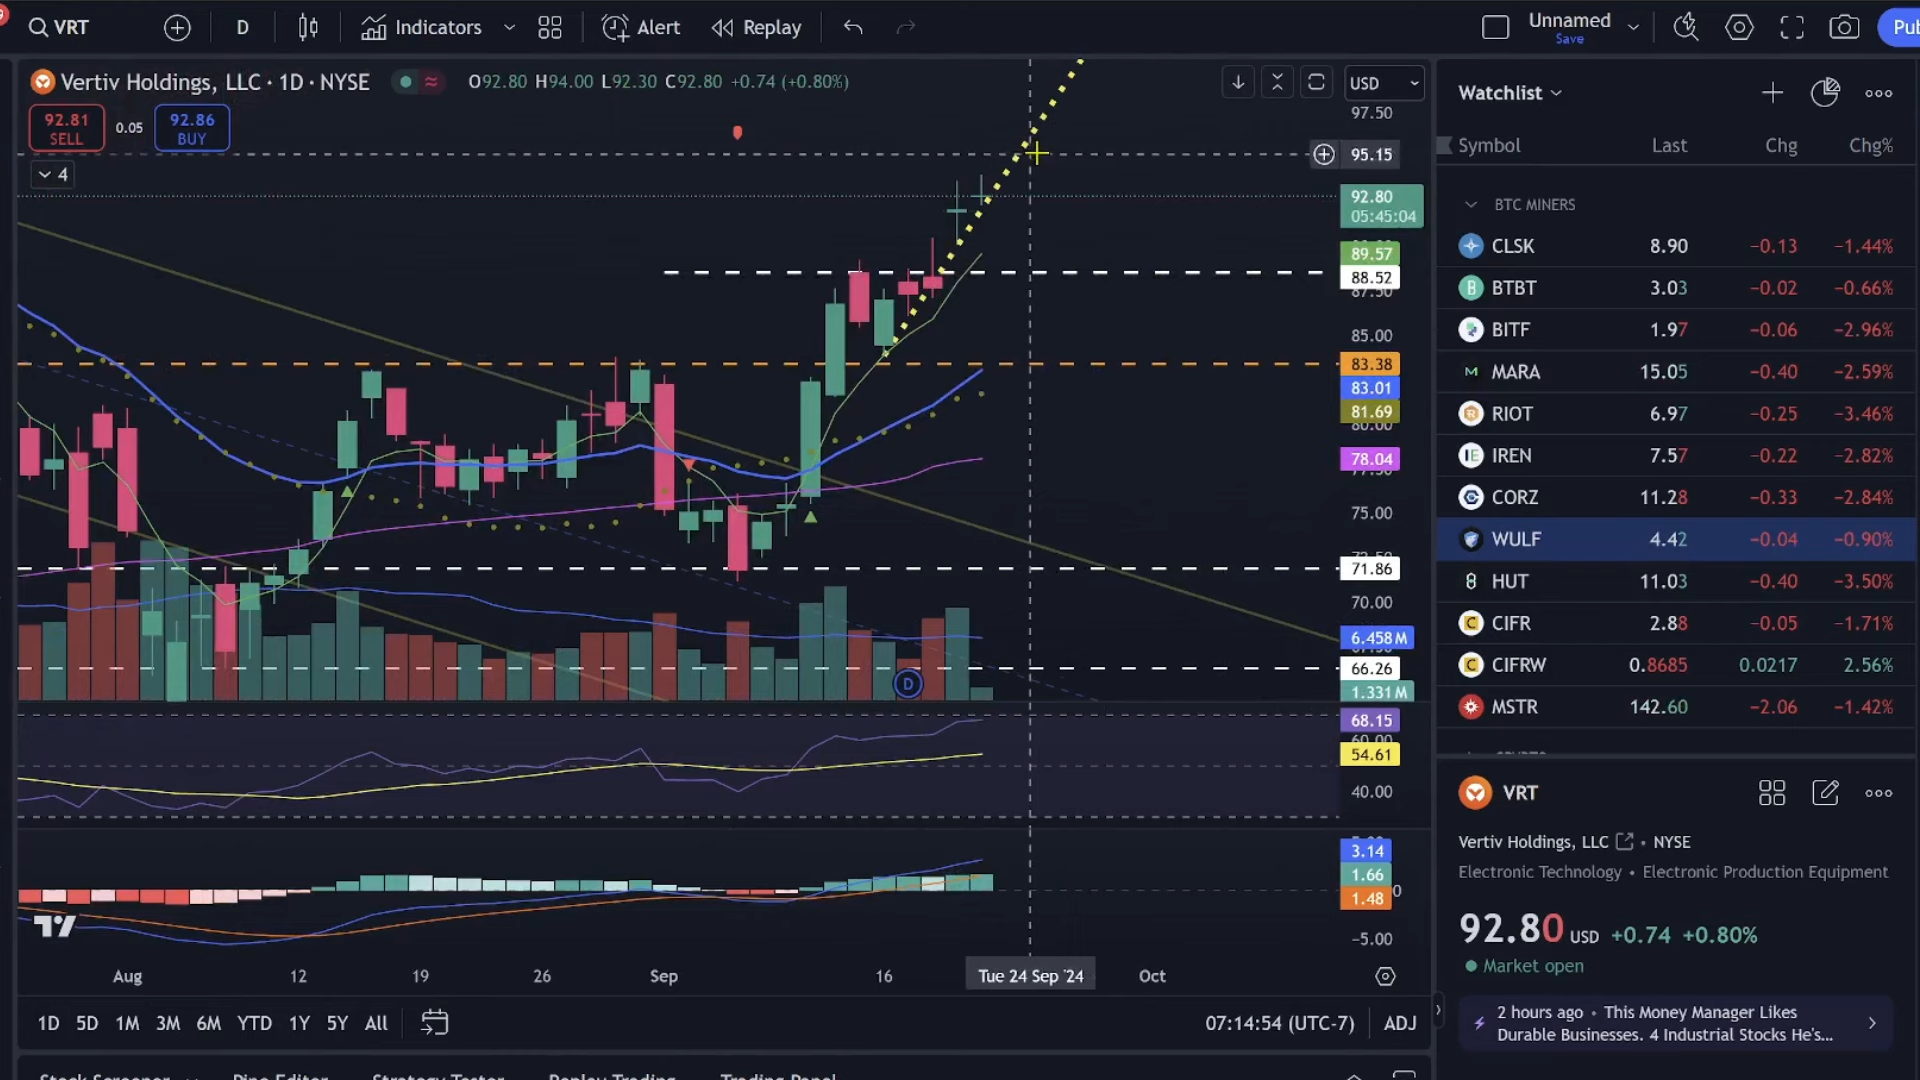 VRT
D
Indicators
Alert
Replay
Unnamed
Save
Vertiv Holdings, LLC · 1D · NYSE
O92.80 H94.00 L92.30 C92.80 +0.74 (+0.80%)
92.81
SELL
0.05
92.86
BUY
4
USD
97.50
95.15
92.80
05:45:04
89.57
88.52
87.50
85.00
83.38
83.01
81.69
80.00
78.04
75.00
71.86
70.00
6.458M
66.26
1.331M
D
68.15
60.00
54.61
40.00
3.14
1.66
1.48
0
−5.00
Aug
12
19
26
Sep
16
Tue 24 Sep '24
Oct
1D 5D 1M 3M 6M YTD 1Y 5Y All
07:14:54 (UTC-7)
ADJ
Watchlist
Symbol Last Chg Chg%
BTC MINERS
CLSK 8.90 −0.13 −1.44%
BTBT 3.03 −0.02 −0.66%
BITF 1.97 −0.06 −2.96%
MARA 15.05 −0.40 −2.59%
RIOT 6.97 −0.25 −3.46%
IREN 7.57 −0.22 −2.82%
CORZ 11.28 −0.33 −2.84%
WULF 4.42 −0.04 −0.90%
HUT 11.03 −0.40 −3.50%
CIFR 2.88 −0.05 −1.71%
CIFRW 0.8685 0.0217 2.56%
MSTR 142.60 −2.06 −1.42%
VRT
Vertiv Holdings, LLC • NYSE
Electronic Technology • Electronic Production Equipment
92.80 USD +0.74 +0.80%
Market open
2 hours ago • This Money Manager Likes
Durable Businesses. 4 Industrial Stocks He's...